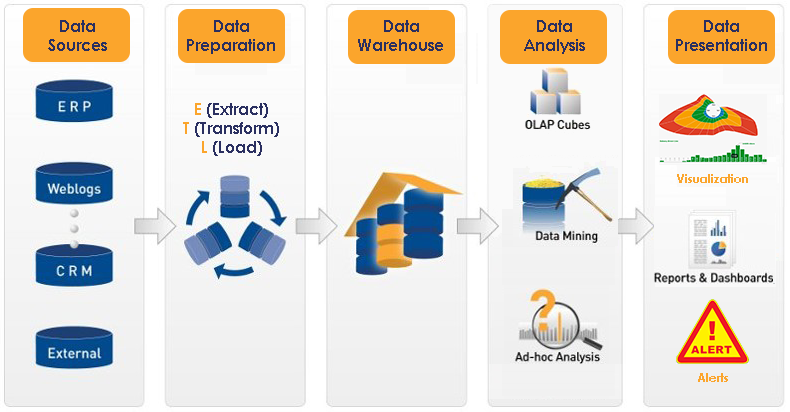 Data
Sources
Data
Preparation
Data
Warehouse
Data
Analysis
Data
Presentation
ERP
Weblogs
CRM
External
E (Extract)
T (Transform)
L (Load)
OLAP Cubes
Data Mining
Ad-hoc Analysis
Visualization
Reports & Dashboards
ALERT
Alerts